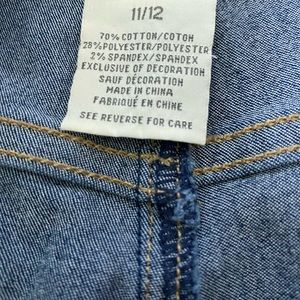 11/12
70% COTTON/COTON
28% POLYESTER/POLYESTER
2% SPANDEX/SPANDEX
EXCLUSIVE OF DECORATION
SAUF DÉCORATION
MADE IN CHINA
FABRIQUÉ EN CHINE
SEE REVERSE FOR CARE